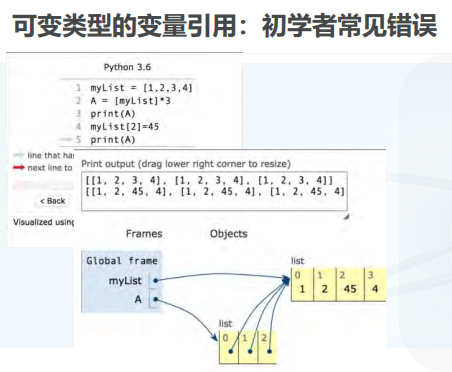 可变类型的变量引用：初学者常见错误
Python 3.6
1 myList = [1,2,3,4]
2 A = [myList]*3
3 print(A)
4 myList[2]=45
5 print(A)
line that has
next line to
< Back
Visualized using
Print output (drag lower right corner to resize)
[[1, 2, 3, 4], [1, 2, 3, 4], [1, 2, 3, 4]]
[[1, 2, 45, 4], [1, 2, 45, 4], [1, 2, 45, 4]
Frames Objects
Global frame
myList
A
list
0 1 2 3
1 2 45 4
list
0 1 2